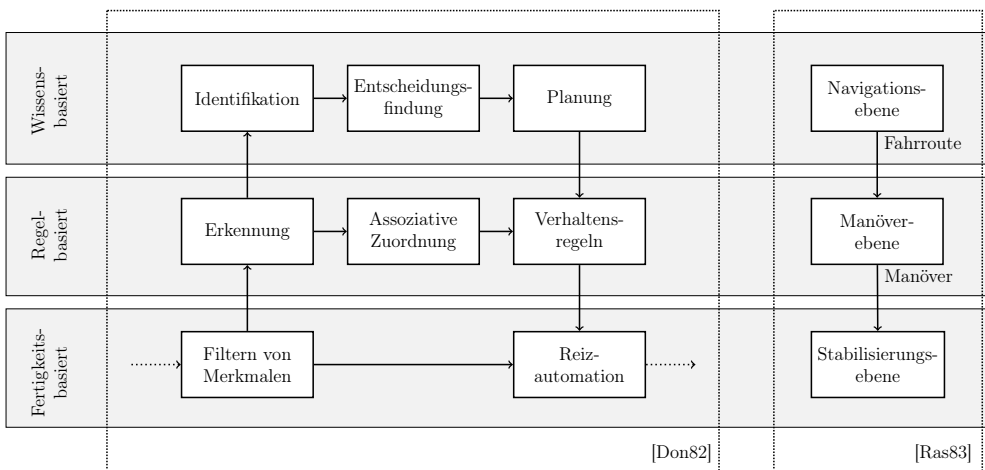 Wissens-
basiert
Identifikation
Entscheidungs-
findung
Planung
Navigations-
ebene
Fahrroute
Regel-
basiert
Erkennung
Assoziative
Zuordnung
Verhaltens-
regeln
Manöver-
ebene
Manöver
Fertigkeits-
basiert
Filtern von
Merkmalen
Reiz-
automation
Stabilisierungs-
ebene
[Don82]
[Ras83]